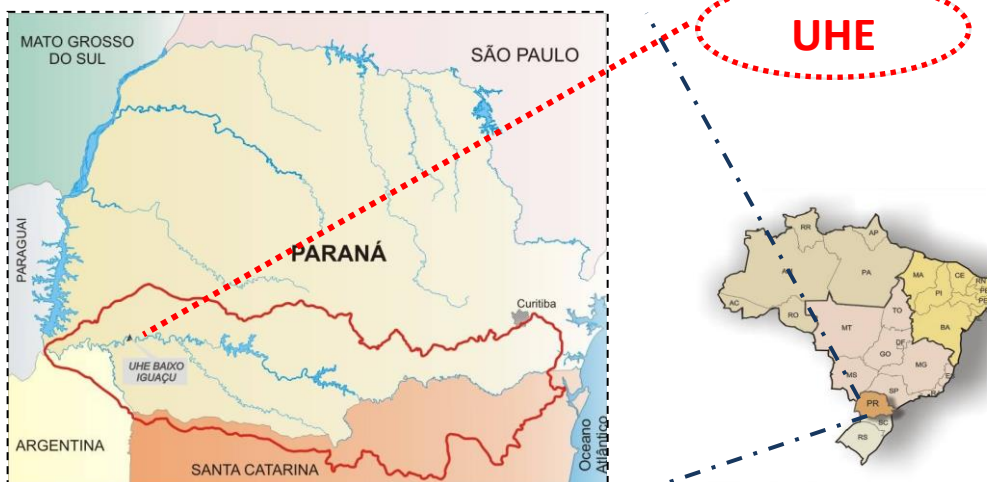 MATO GROSSO
DO SUL
SÃO PAULO
UHE
PARAGUAI
PARANÁ
Curitiba
UHE BAIXO
IGUAÇU
ARGENTINA
SANTA CATARINA
Oceano
Atlântico
RR
AP
PA
MA
CE
RN
PI
AC
RO
TO
BA
MT
DF
GO
MG
MS
SP
PR
SC
RS